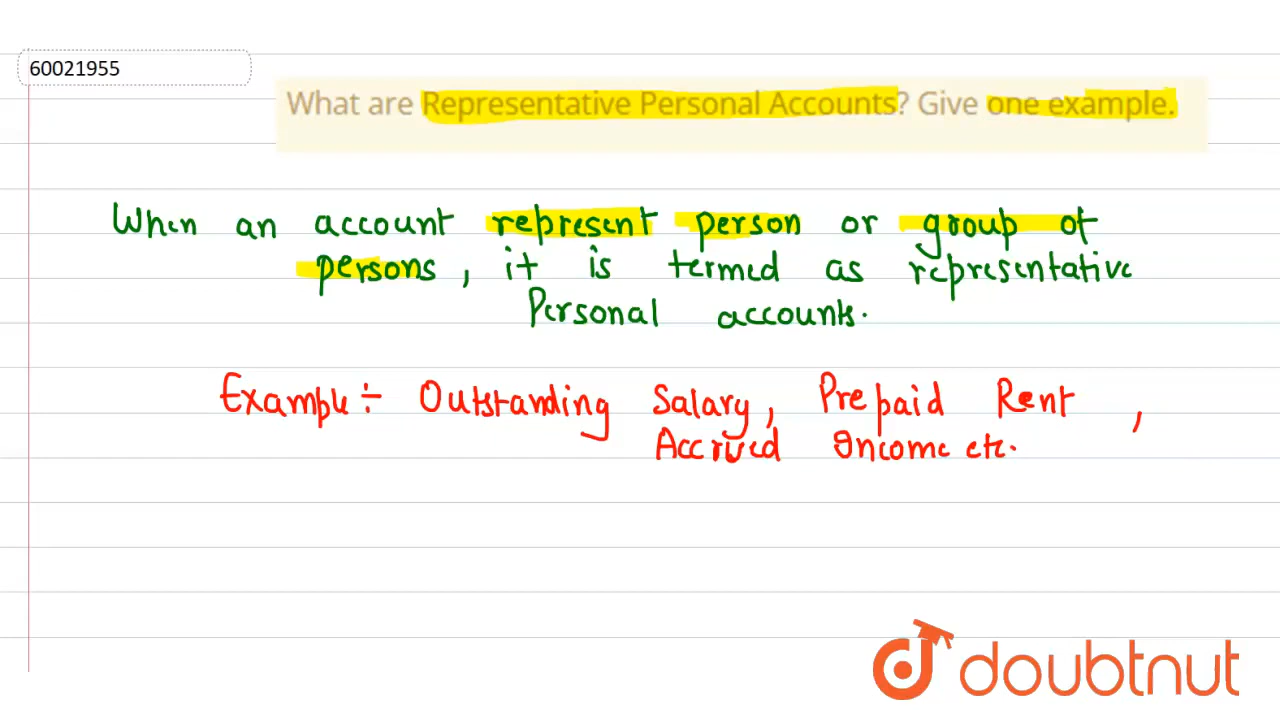 60021955
What are Representative Personal Accounts? Give one example.
When an account represent person or group of
persons, it is termed as representative
Personal accounts.
Example ÷ Outstanding Salary, Prepaid Rent,
Accrued Income etc.
doubtnut